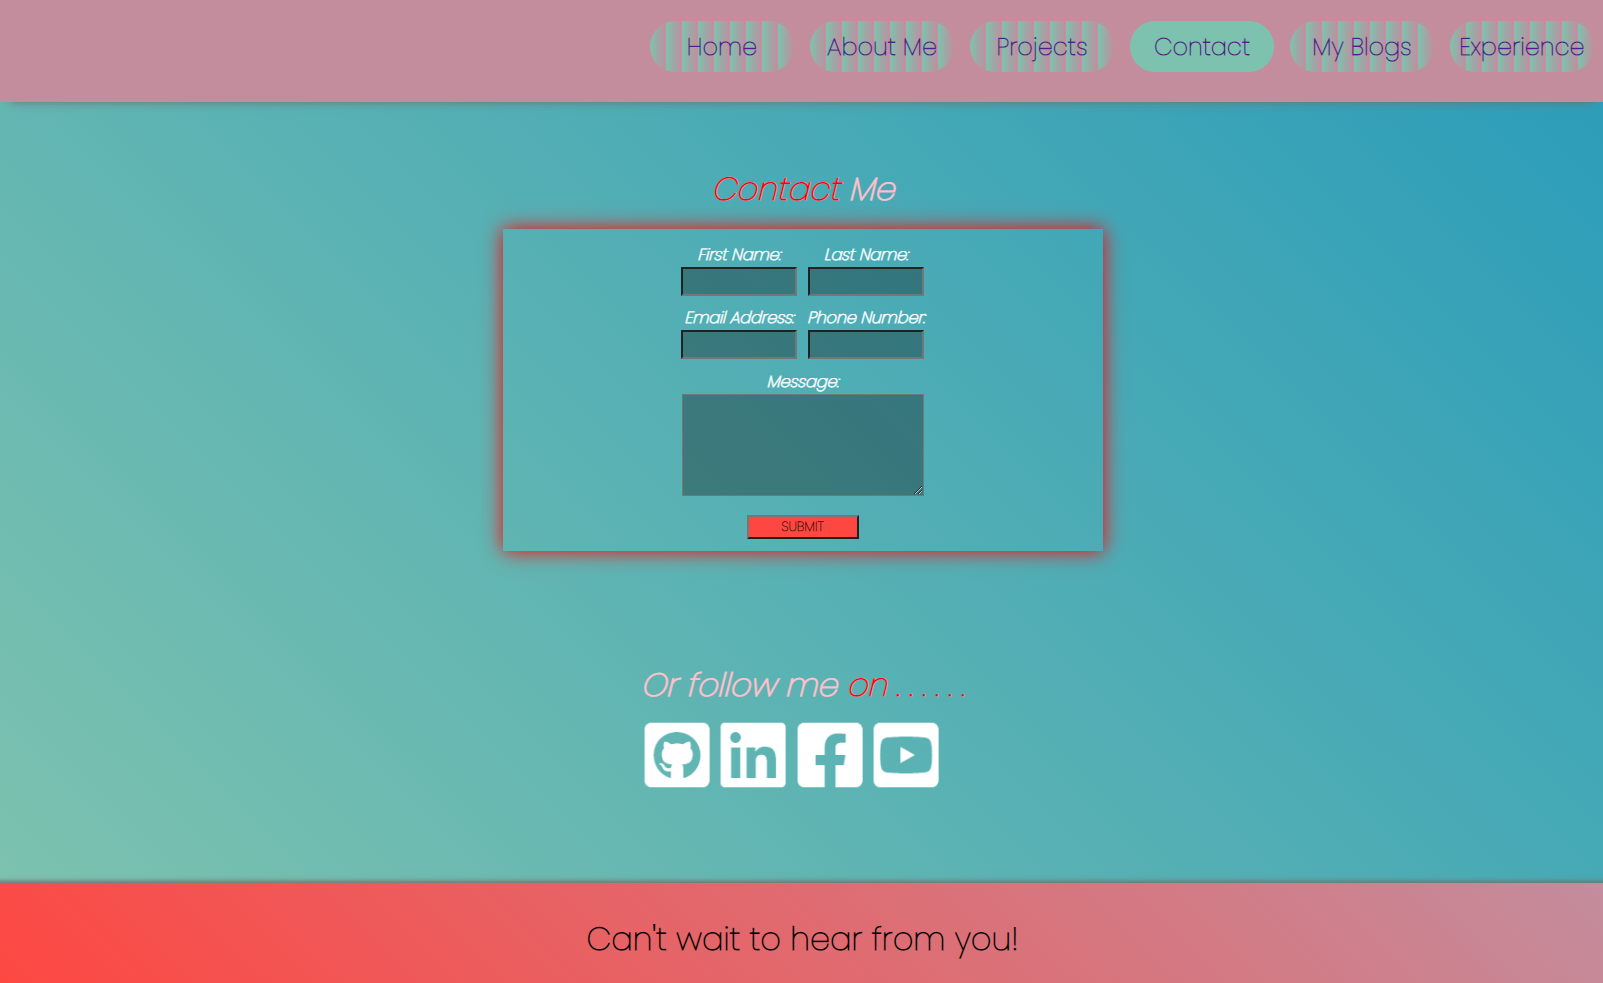 Home About Me Projects Contact My Blogs Experience
Contact Me
First Name: Last Name:
Email Address: Phone Number:
Message:
SUBMIT
Or follow me on . . . . . .
in
Can't wait to hear from you!